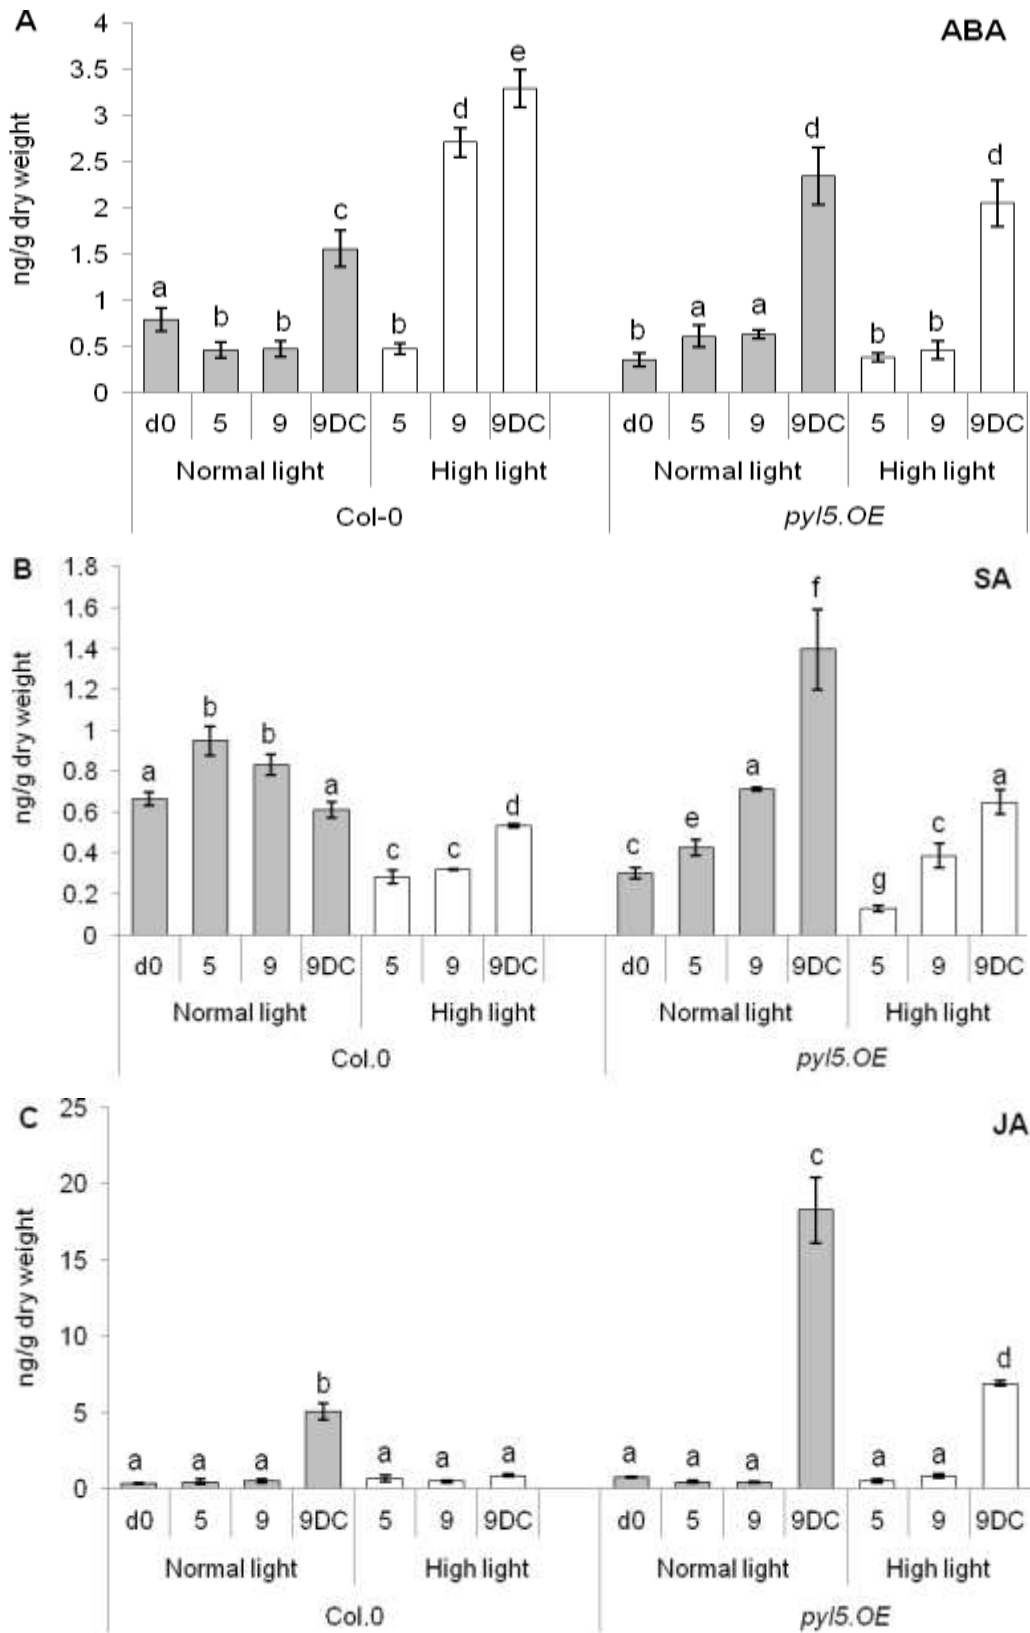 A
ABA
4
e
3.5
d
3
d
2.5
d
c
2
1.5
a
1
a
a
b
b
b
b
b
b
0.5
0
ng/g dry weight
d0 5 9 9DC 5 9 9DC d0 5 9 9DC 5 9 9DC
Normal light High light Normal light High light
Col-0 pyl5.OE
B
SA
1.8
f
1.6
1.4
1.2
b
b
1
a
a
a
a
0.8
d
e
0.6
c
c
c
c
0.4
g
0.2
0
ng/g dry weight
d0 5 9 9DC 5 9 9DC d0 5 9 9DC 5 9 9DC
Normal light High light Normal light High light
Col.0 pyl5.OE
C
JA
25
c
20
15
10
d
b
5
a a a a a a a a a a a
0
ng/g dry weight
d0 5 9 9DC 5 9 9DC d0 5 9 9DC 5 9 9DC
Normal light High light Normal light High light
Col.0 pyl5.OE